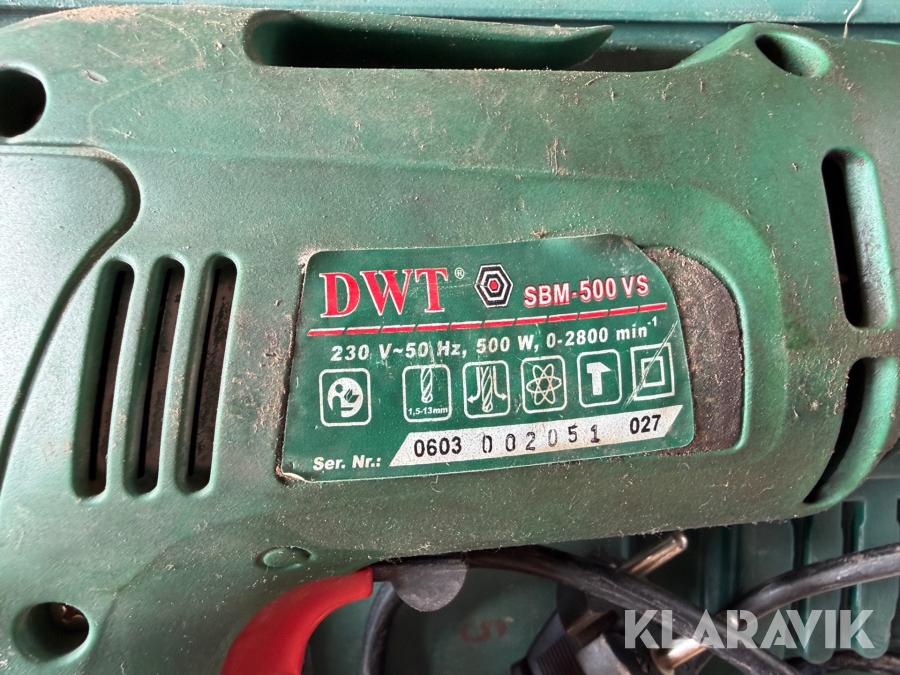 DWT® SBM-500 VS
230 V~50 Hz, 500 W, 0-2800 min-1
1,5-13mm
Ser. Nr.: 0603 002051 027
KLARAVIK